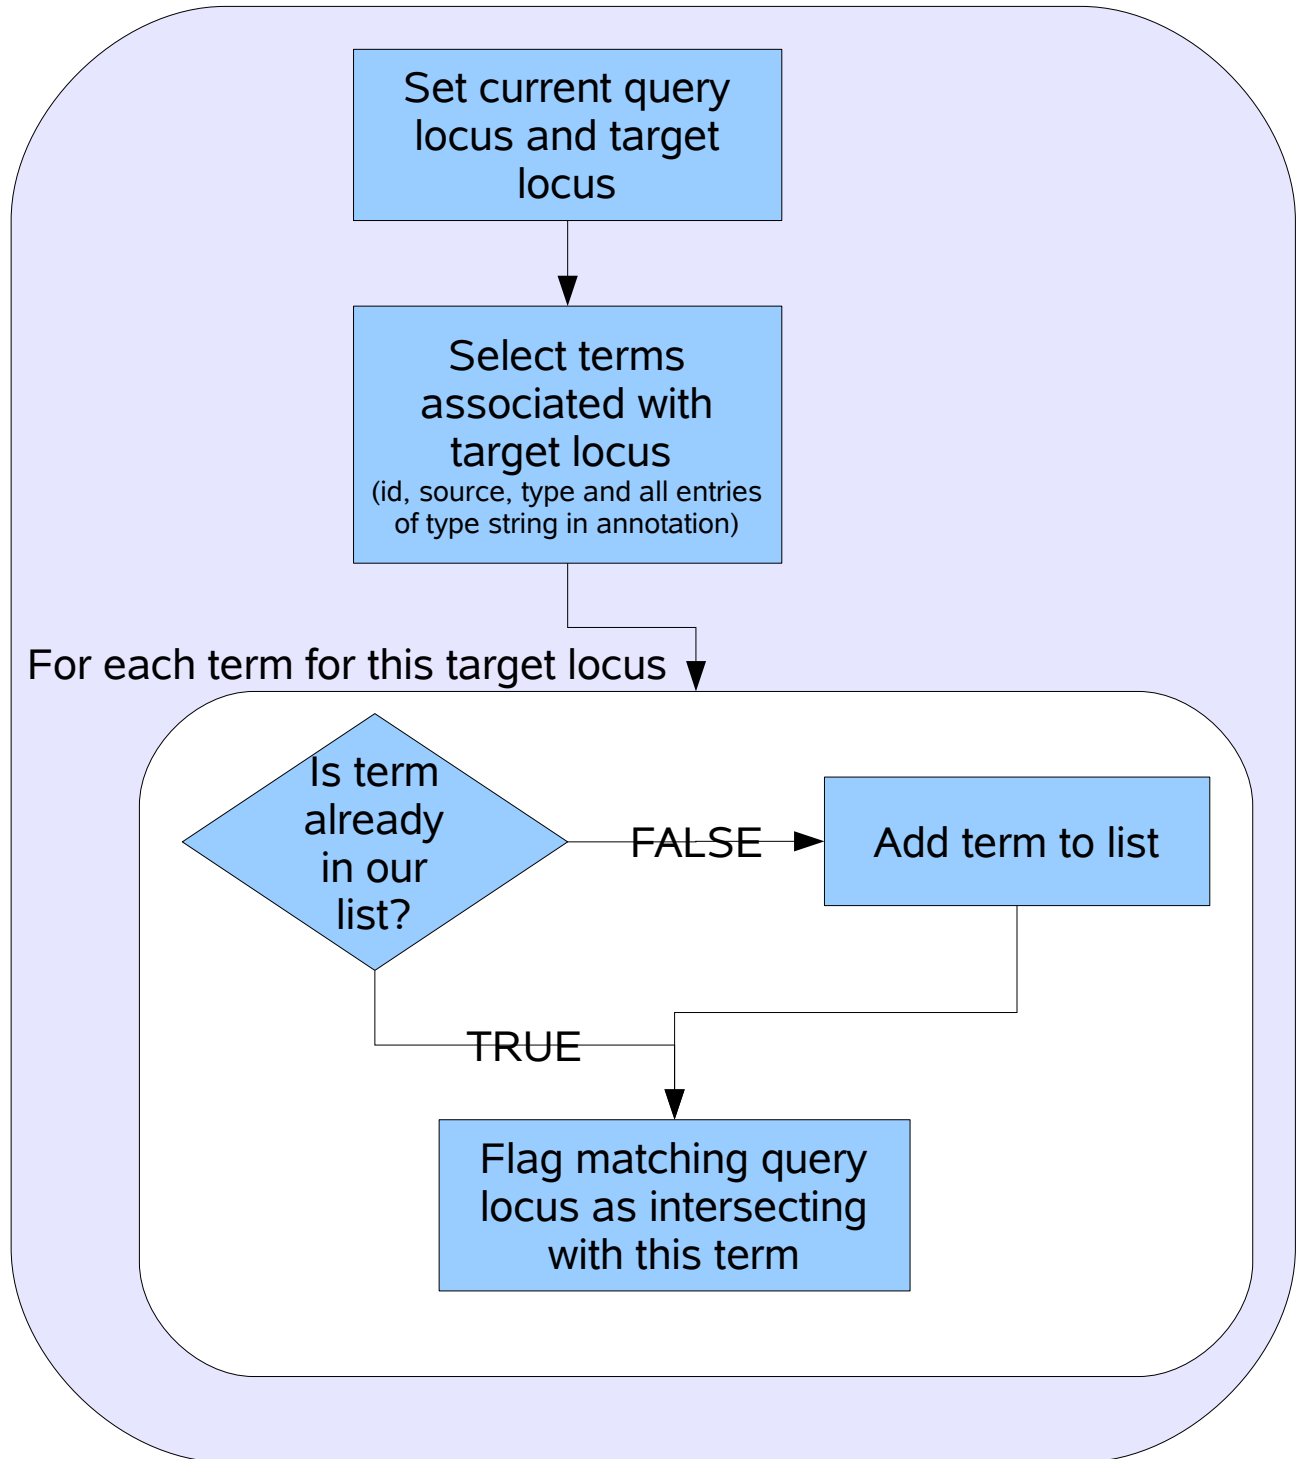 Set current query
locus and target
locus
Select terms
associated with
target locus
(id, source, type and all entries
of type string in annotation)
For each term for this target locus
Is term
already
in our
list?
FALSE
Add term to list
TRUE
Flag matching query
locus as intersecting
with this term